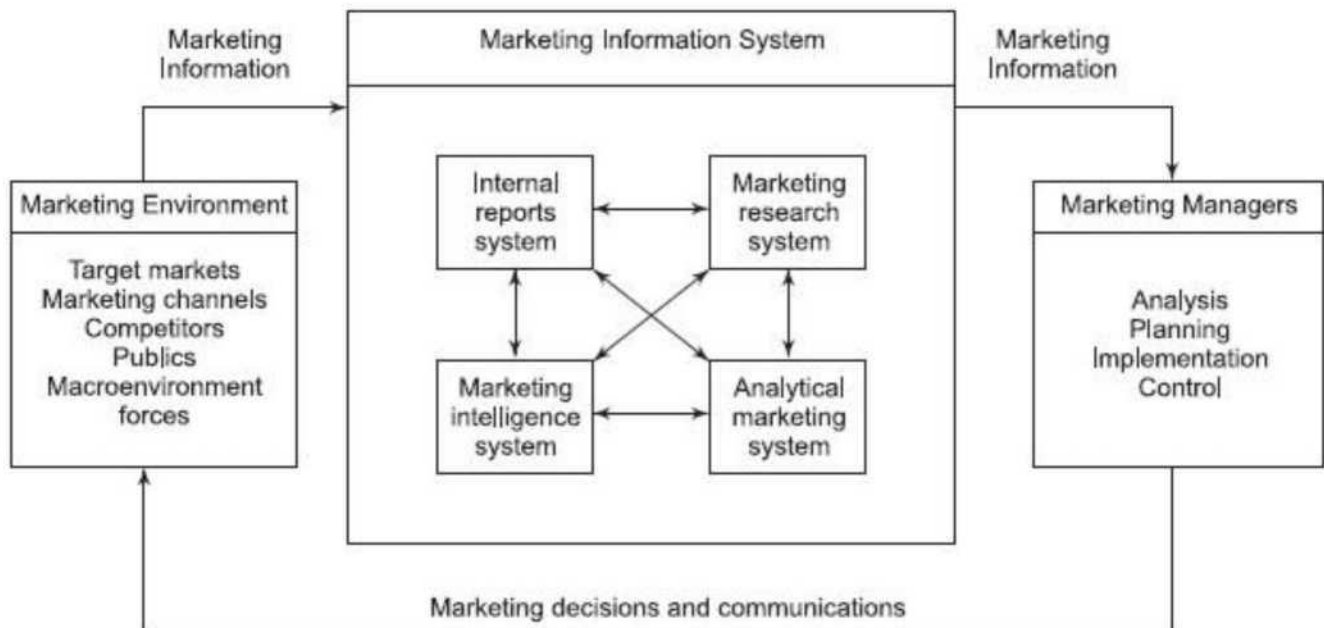 Marketing
Information
Marketing Information System
Marketing
Information
Marketing Environment
Target markets
Marketing channels
Competitors
Publics
Macroenvironment
forces
Internal
reports
system
Marketing
research
system
Marketing
intelligence
system
Analytical
marketing
system
Marketing Managers
Analysis
Planning
Implementation
Control
Marketing decisions and communications